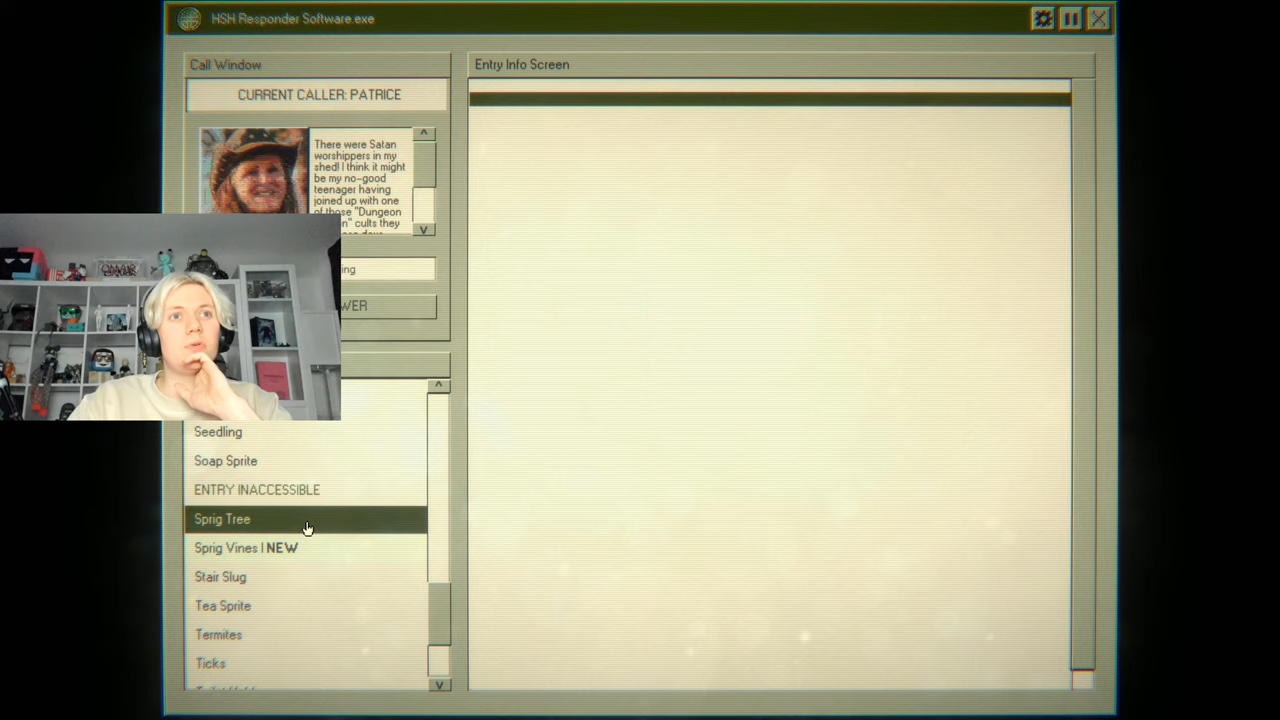 HSH Responder Software.exe
Call Window
CURRENT CALLER: PATRICE
There were Satan
worshippers in my
shed! I think it might
be my no-good
teenager having
joined up with one
of those "Dungeon
cults they
Entry Info Screen
Seedling
Soap Sprite
ENTRY INACCESSIBLE
Sprig Tree
Sprig Vines | NEW
Stair Slug
Tea Sprite
Termites
Ticks